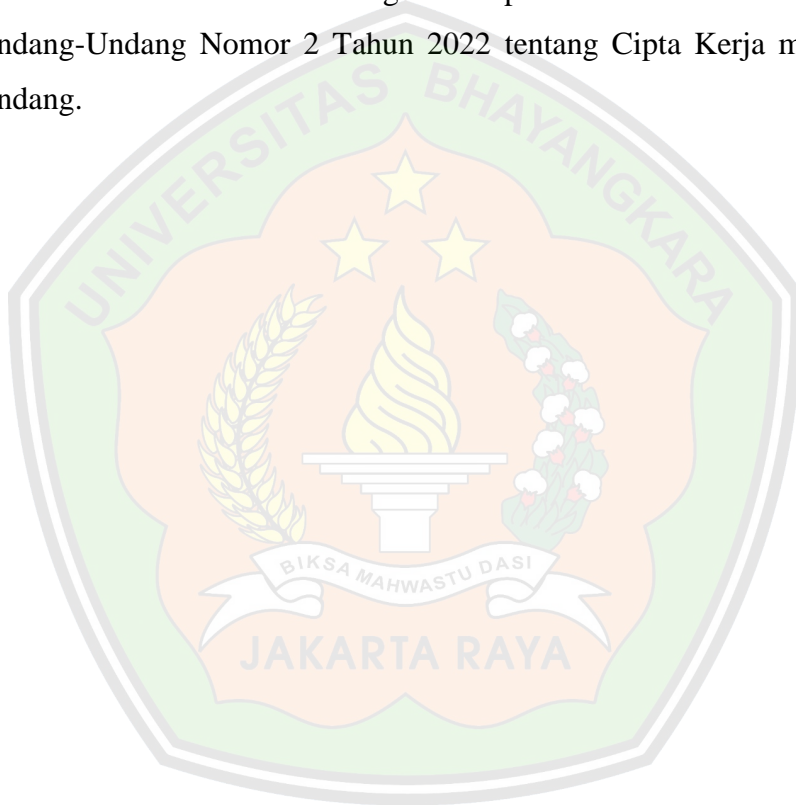 ndang-Undang Nomor 2 Tahun 2022 tentang Cipta Kerja m
ndang.
UNIVERSITAS BHAYANGKARA
BIKSA MAHWASTU DASI
JAKARTA RAYA